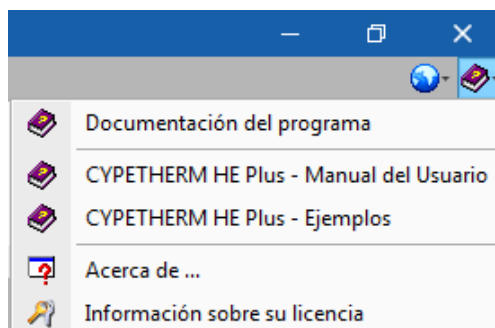 Documentación del programa
CYPETHERM HE Plus - Manual del Usuario
CYPETHERM HE Plus - Ejemplos
Acerca de ...
Información sobre su licencia